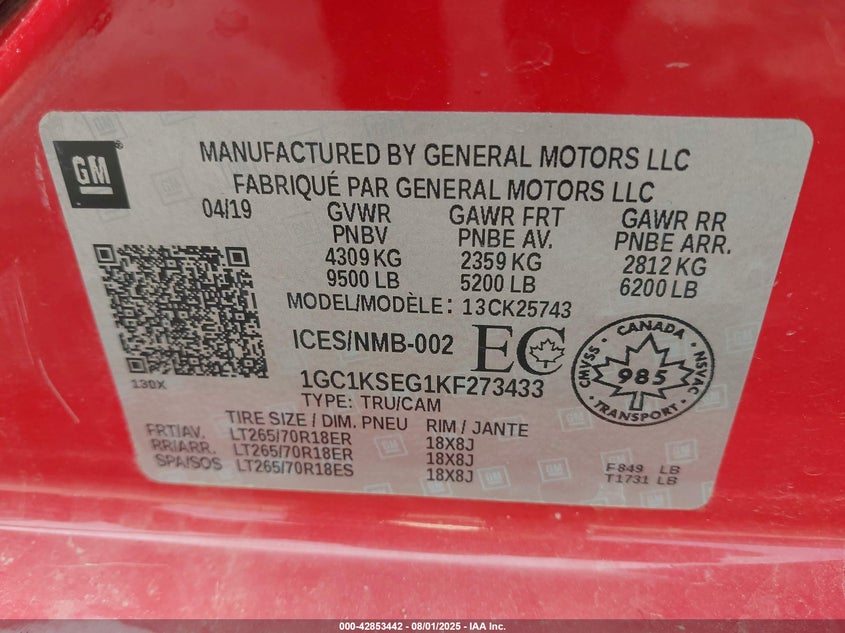 GM
MANUFACTURED BY GENERAL MOTORS LLC
FABRIQUÉ PAR GENERAL MOTORS LLC
04/19 GVWR GAWR FRT GAWR RR
PNBV PNBE AV. PNBE ARR.
4309 KG 2359 KG 2812 KG
9500 LB 5200 LB 6200 LB
MODEL/MODÈLE: 13CK25743
ICES/NMB-002 EC
CANADA
CMVSS 985 NSVAC
TRANSPORT
130X
1GC1KSEG1KF273433
TYPE: TRU/CAM
TIRE SIZE / DIM. PNEU RIM / JANTE
FRT/AV. LT265/70R18ER 18X8J
RR/ARR. LT265/70R18ER 18X8J
SPA/SOS LT265/70R18ES 18X8J
F849 LB
T1731 LB
000-42853442 - 08/01/2025 - IAA Inc.